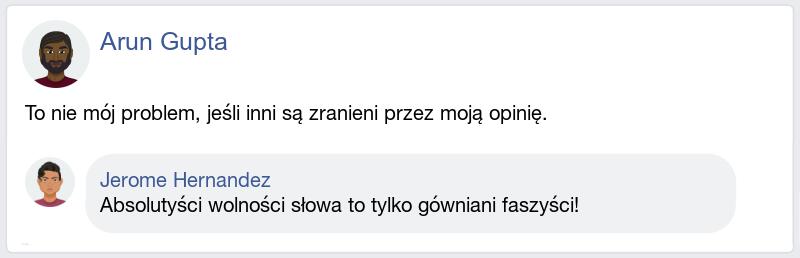 Arun Gupta
To nie mój problem, jeśli inni są zranieni przez moją opinię.
Jerome Hernandez
Absolutyści wolności słowa to tylko gówniani faszyści!